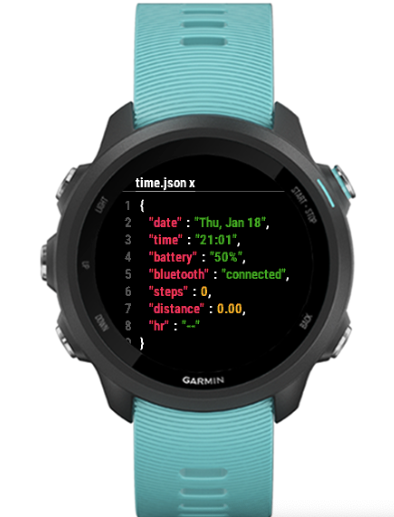 time.json x
LIGHT
START • STOP
1 {
2 "date" : "Thu, Jan 18",
3 "time" : "21:01",
4 "battery" : "50%",
5 "bluetooth" : "connected",
6 "steps" : 0,
7 "distance" : 0.00,
8 "hr" : "--"
9 }
UP
DOWN
BACK
GARMIN